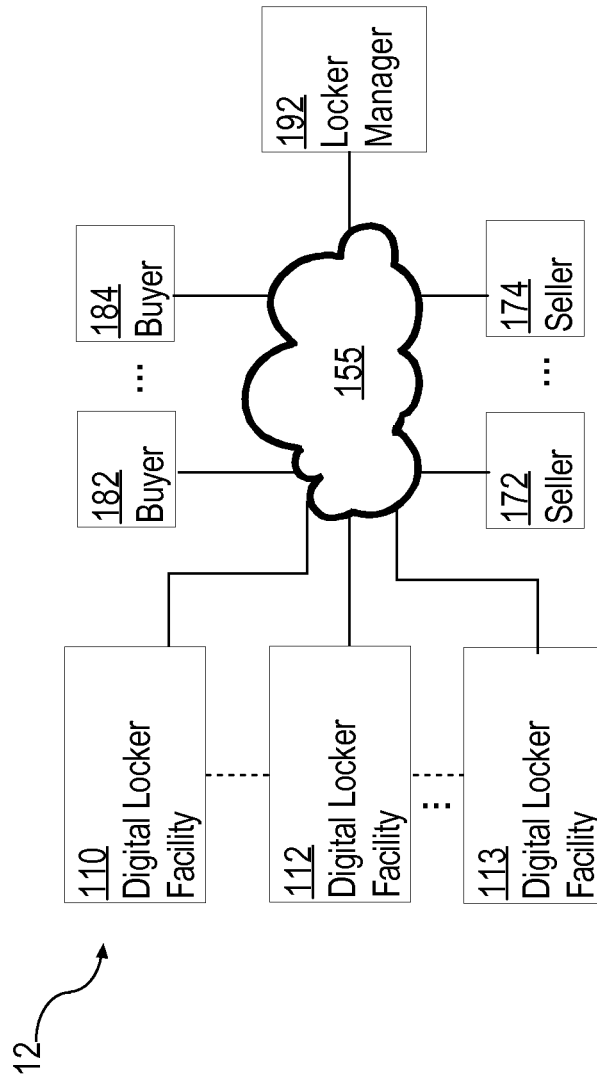 12
110
Digital Locker
Facility
112
Digital Locker
Facility
...
113
Digital Locker
Facility
182
Buyer
...
184
Buyer
155
172
Seller
...
174
Seller
192
Locker
Manager